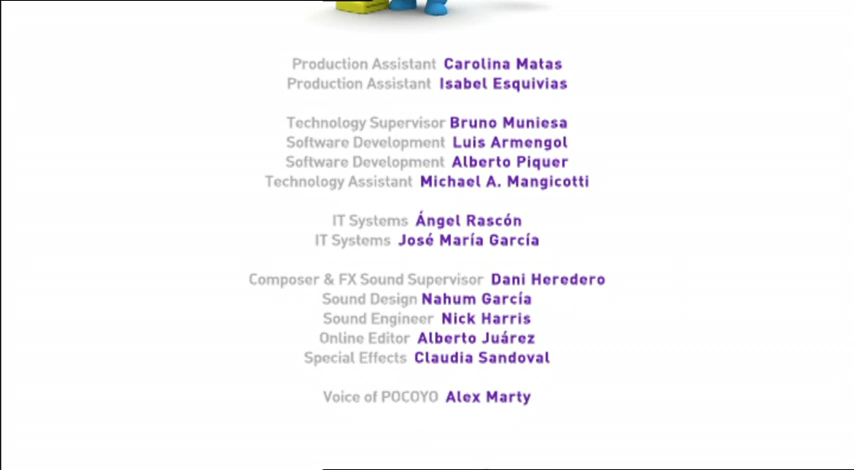 Production Assistant Carolina Matas
Production Assistant Isabel Esquivias
Technology Supervisor Bruno Muniesa
Software Development Luis Armengol
Software Development Alberto Piquer
Technology Assistant Michael A. Mangicotti
IT Systems Ángel Rascón
IT Systems José María García
Composer & FX Sound Supervisor Dani Heredero
Sound Design Nahum García
Sound Engineer Nick Harris
Online Editor Alberto Juárez
Special Effects Claudia Sandoval
Voice of POCOYO Alex Marty